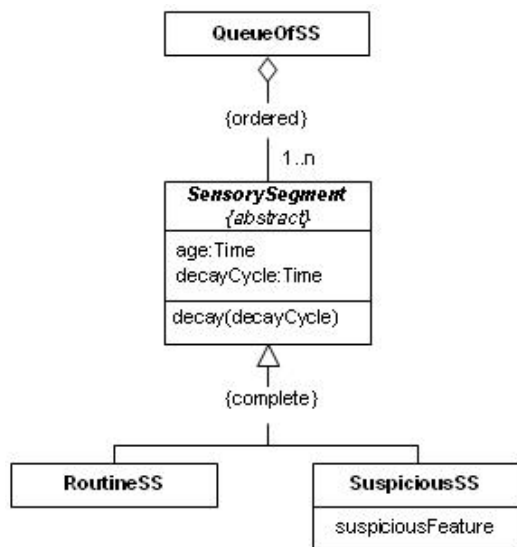 QueueOfSS
{ordered}
1..n
SensorySegment
{abstract}
age:Time
decayCycle:Time
decay(decayCycle)
{complete}
RoutineSS
SuspiciousSS
suspiciousFeature